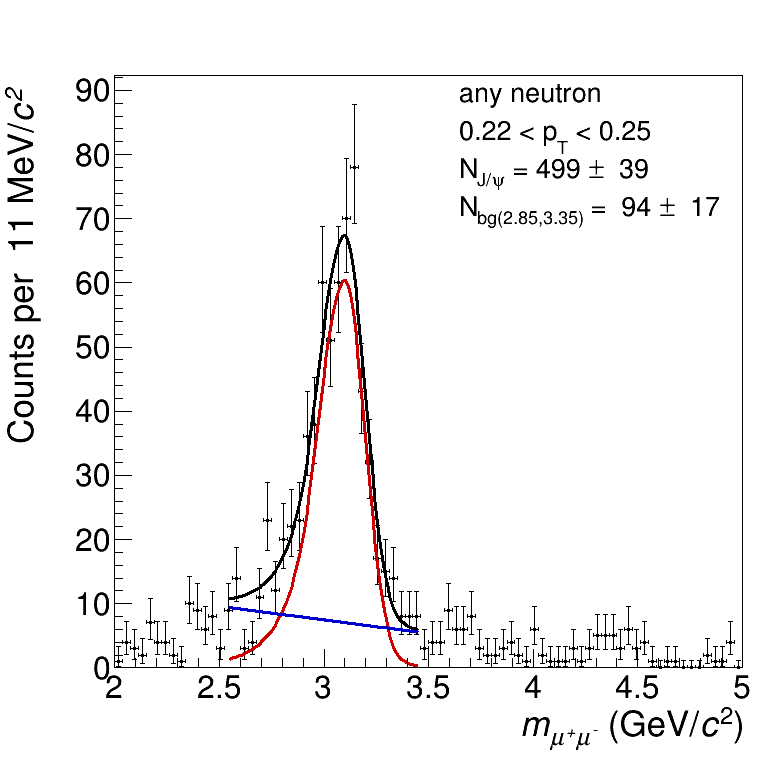 Counts per 11 MeV/c²
90
80
70
60
50
40
30
20
10
0
any neutron
0.22 < p_T < 0.25
N_J/ψ = 499 ± 39
N_bg(2.85,3.35) = 94 ± 17
2 2.5 3 3.5 4 4.5 5
m_μ⁺μ⁻ (GeV/c²)